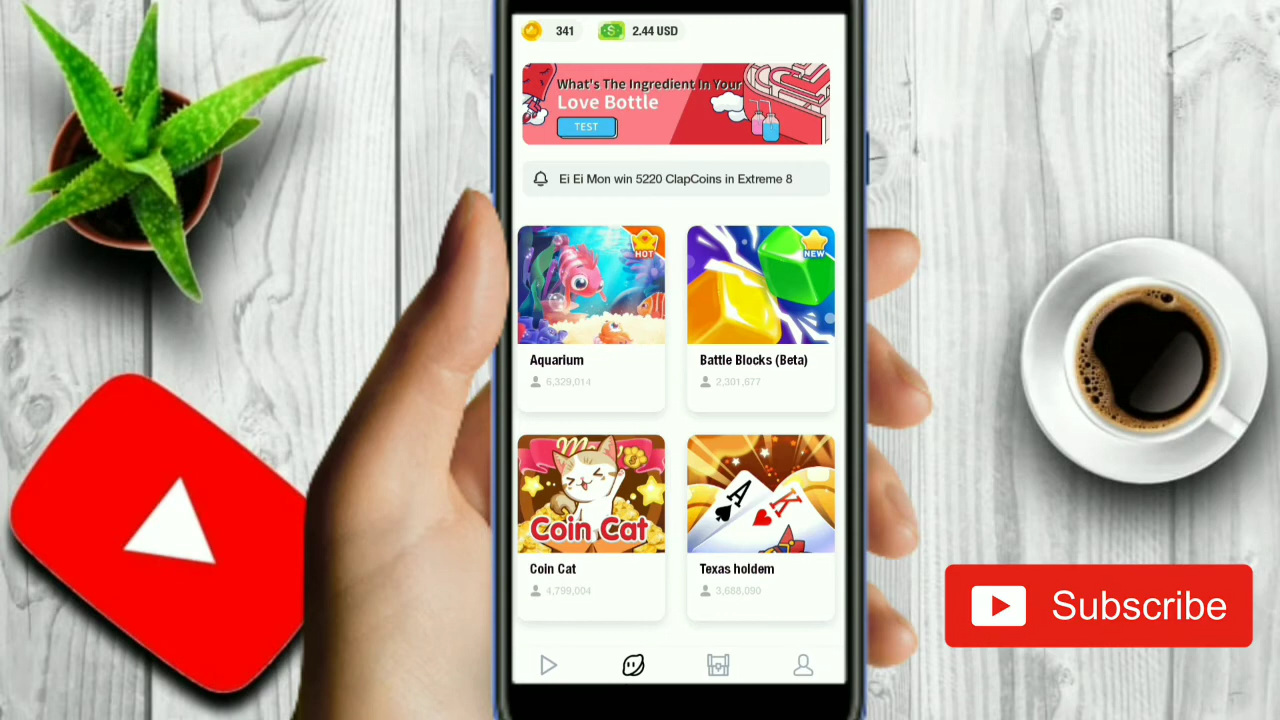 341
2.44 USD
What's The Ingredient In Your
Love Bottle
TEST
Ei Ei Mon win 5220 ClapCoins in Extreme 8
HOT
NEW
Aquarium
Battle Blocks (Beta)
6,329,014
2,301,677
Coin Cat
A
K
Coin Cat
Texas holdem
4,799,004
3,688,090
Subscribe